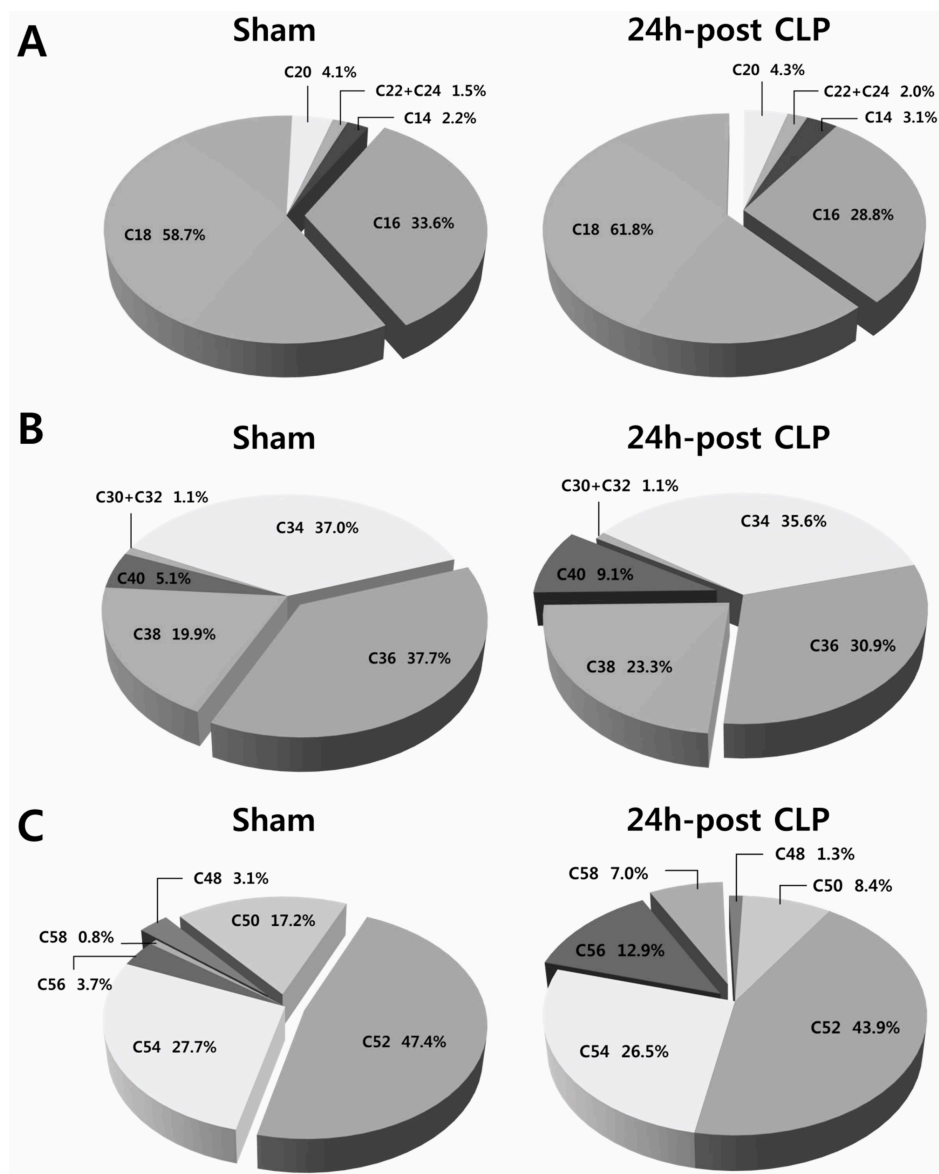 A
Sham
24h-post CLP
C20 4.1%
C22+C24 1.5%
C14 2.2%
C18 58.7%
C16 33.6%
C20 4.3%
C22+C24 2.0%
C14 3.1%
C18 61.8%
C16 28.8%
B
Sham
24h-post CLP
C30+C32 1.1%
C34 37.0%
C40 5.1%
C38 19.9%
C36 37.7%
C30+C32 1.1%
C34 35.6%
C40 9.1%
C38 23.3%
C36 30.9%
C
Sham
24h-post CLP
C48 3.1%
C50 17.2%
C58 0.8%
C56 3.7%
C54 27.7%
C52 47.4%
C48 1.3%
C58 7.0%
C50 8.4%
C56 12.9%
C52 43.9%
C54 26.5%